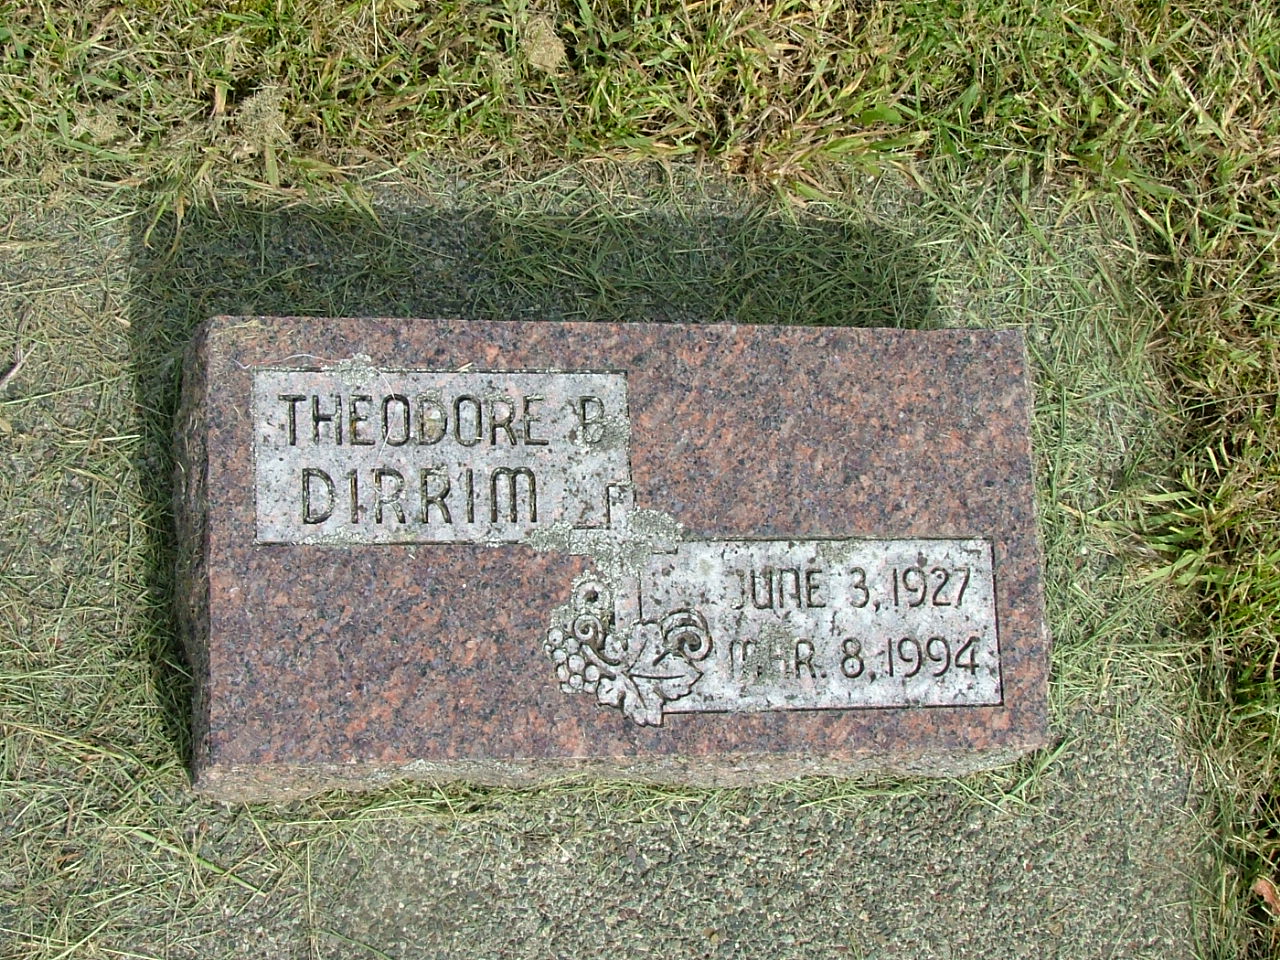 THEODORE B
DIRRIM
JUNE 3, 1927
MAR. 8, 1994